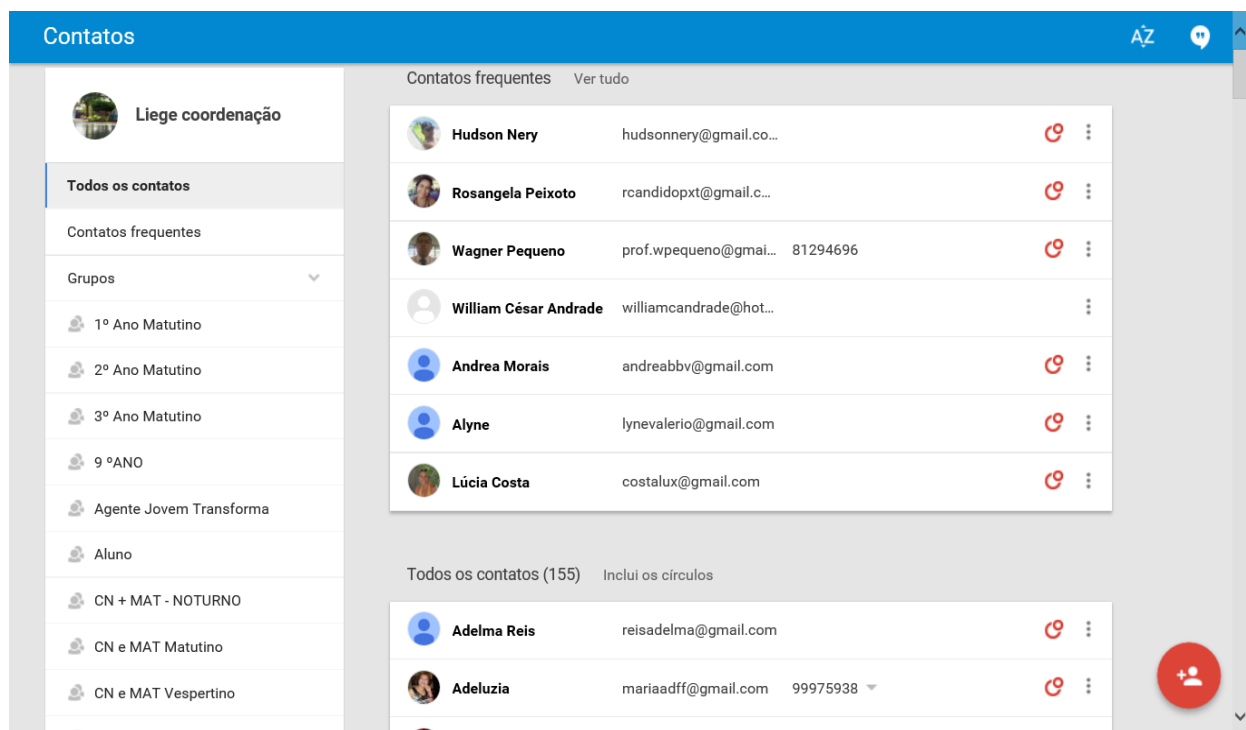 Contatos
AZ
Liege coordenação
Todos os contatos
Contatos frequentes
Grupos
1º Ano Matutino
2º Ano Matutino
3º Ano Matutino
9 ºANO
Agente Jovem Transforma
Aluno
CN + MAT - NOTURNO
CN e MAT Matutino
CN e MAT Vespertino
Contatos frequentes Ver tudo
Hudson Nery hudsonnery@gmail.co...
Rosangela Peixoto rcandidopxt@gmail.c...
Wagner Pequeno prof.wpequeno@gmai... 81294696
William César Andrade williamcandrade@hot...
Andrea Morais andreabbv@gmail.com
Alyne lynevalerio@gmail.com
Lúcia Costa costalux@gmail.com
Todos os contatos (155) Inclui os círculos
Adelma Reis reisadelma@gmail.com
Adeluzia mariaadff@gmail.com 99975938